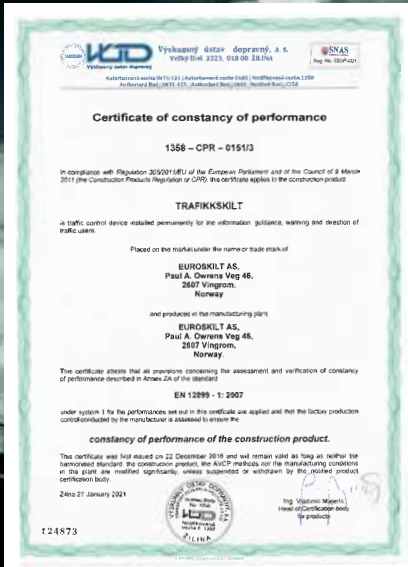 Výskumný ústav dopravný, a. s.
Veľký Diel 3323, 010 08 ŽILINA
SNAS
Certificate of constancy of performance
1358 – CPR – 0151/3
In compliance with Regulation 305/2011/EU of the European Parliament and of the Council of 9 March
2011 (the Construction Products Regulation or CPR), this certificate applies to the construction product
TRAFIKKSKILT
is traffic control device installed permanently for the information, guidance, warning and direction of
traffic users.
Placed on the market under the name or trade mark of
EUROSKILT AS,
Paul A. Owrens Veg 46,
2607 Vingrom,
Norway
and produced in the manufacturing plant
EUROSKILT AS,
Paul A. Owrens Veg 46,
2607 Vingrom,
Norway.
This certificate attests that all provisions concerning the assessment and verification of constancy
of performance described in Annex ZA of the standard
EN 12899 - 1: 2007
under system 1 for the performances set out in this certificate are applied and that the factory production
control conducted by the manufacturer is assessed to ensure the
constancy of performance of the construction product.
This certificate was first issued on 22 December 2016 and will remain valid as long as neither the
harmonised standard, the construction product, the AVCP methods nor the manufacturing conditions
in the plant are modified significantly, unless suspended or withdrawn by the notified product
certification body.
Žilina 27 January 2021
Head of Certification body
for products
VÝSKUMNÝ ÚSTAV DOPRAVNÝ, a.s.
ŽILINA
124873